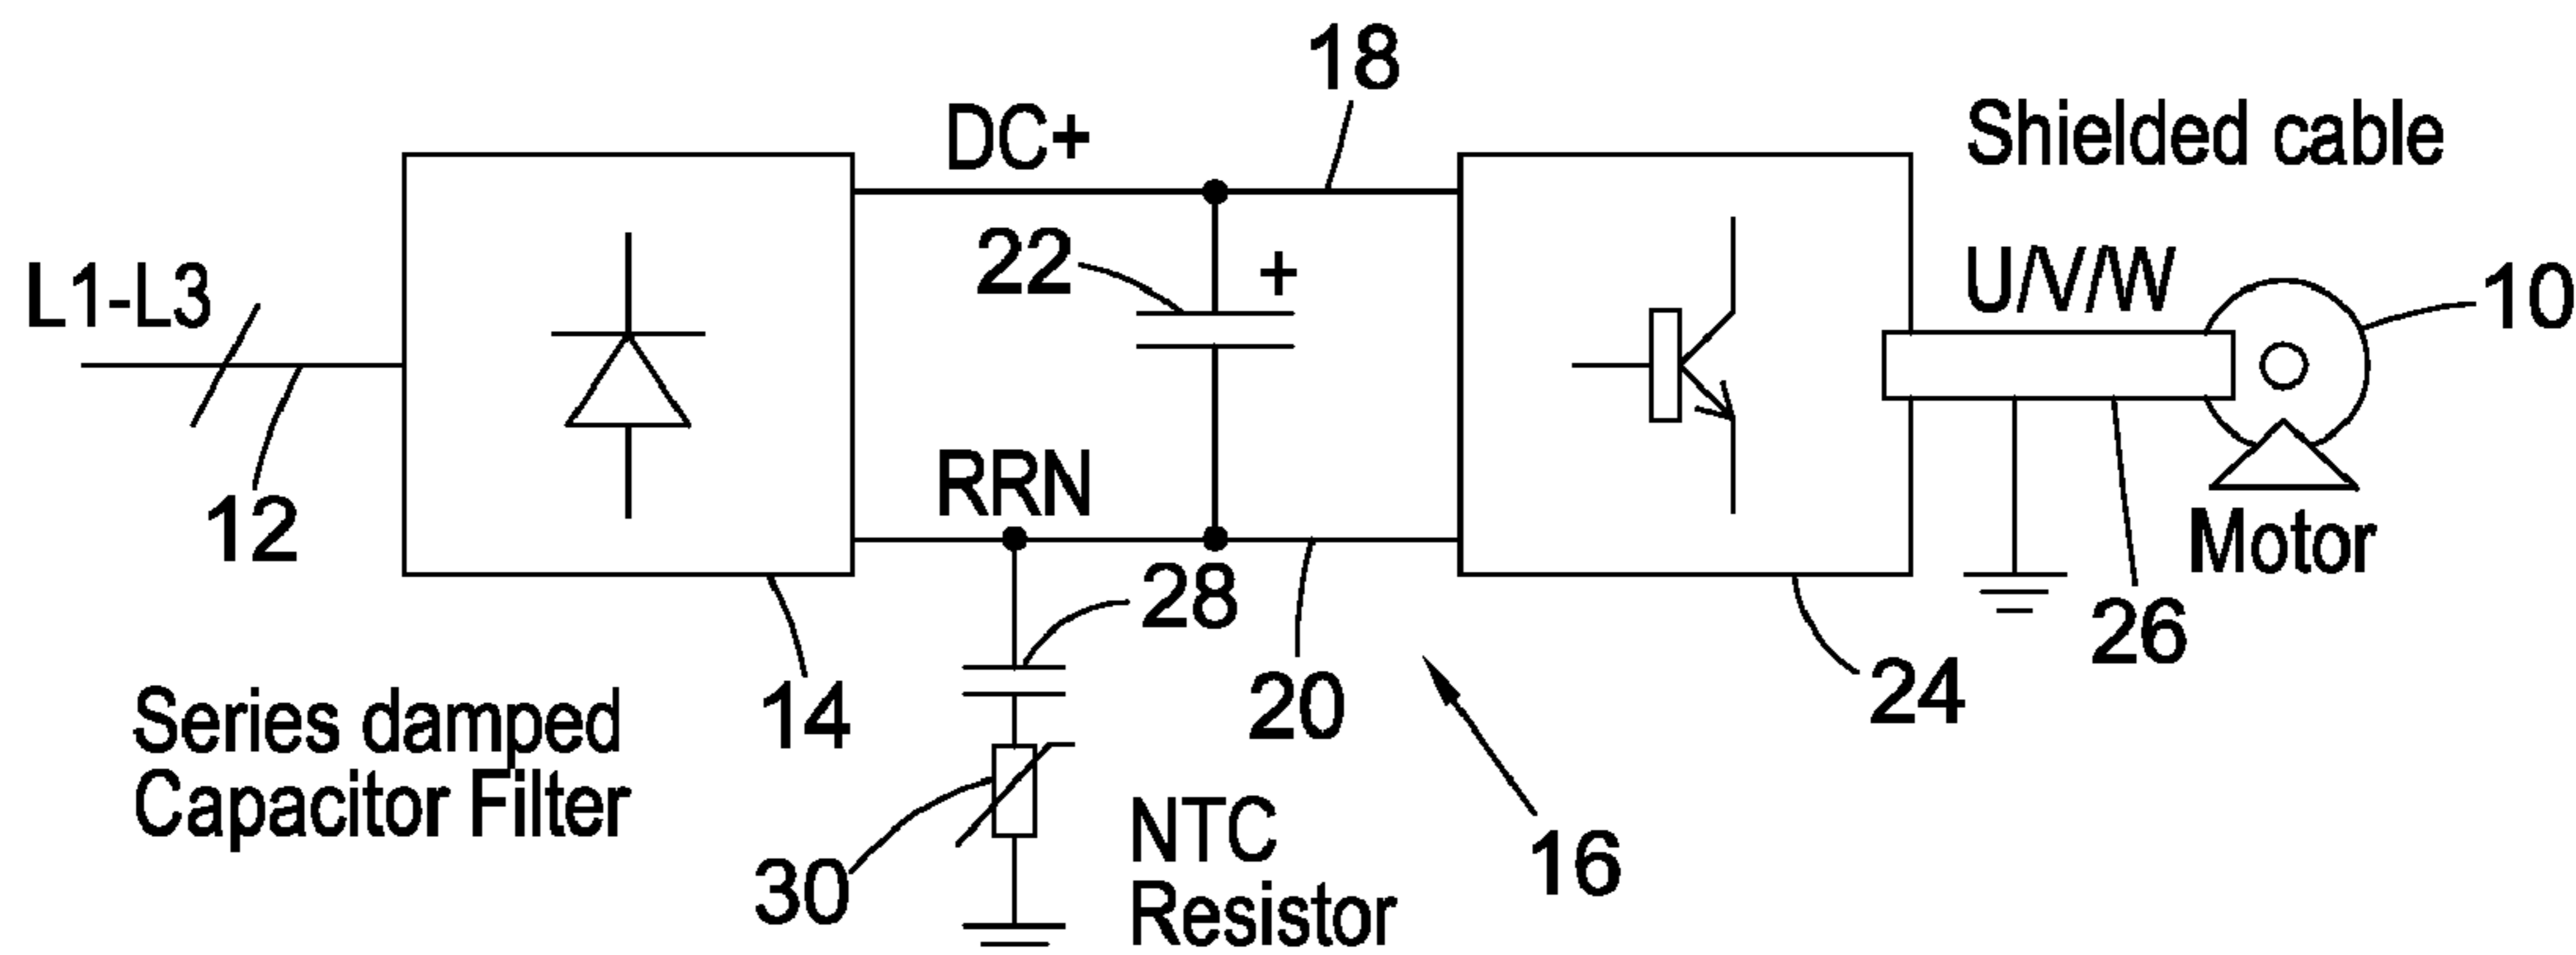 18
DC+
Shielded cable
22
+
U/V/W
10
L1-L3
RRN
12
28
Motor
26
14
20
24
Series damped
Capacitor Filter
30
NTC
Resistor
16